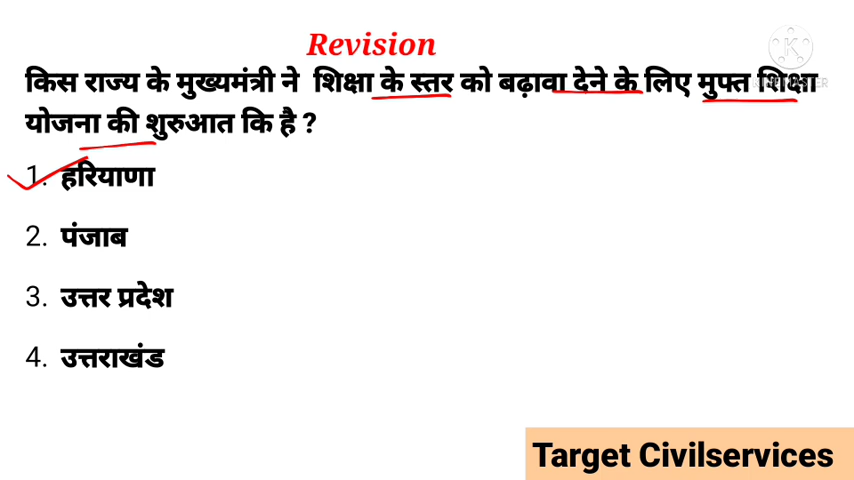 Revision
किस राज्य के मुख्यमंत्री ने शिक्षा के स्तर को बढ़ावा देने के लिए मुफ्त शिक्षा
योजना की शुरुआत कि है ?
1. हरियाणा
2. पंजाब
3. उत्तर प्रदेश
4. उत्तराखंड
Target Civilservices